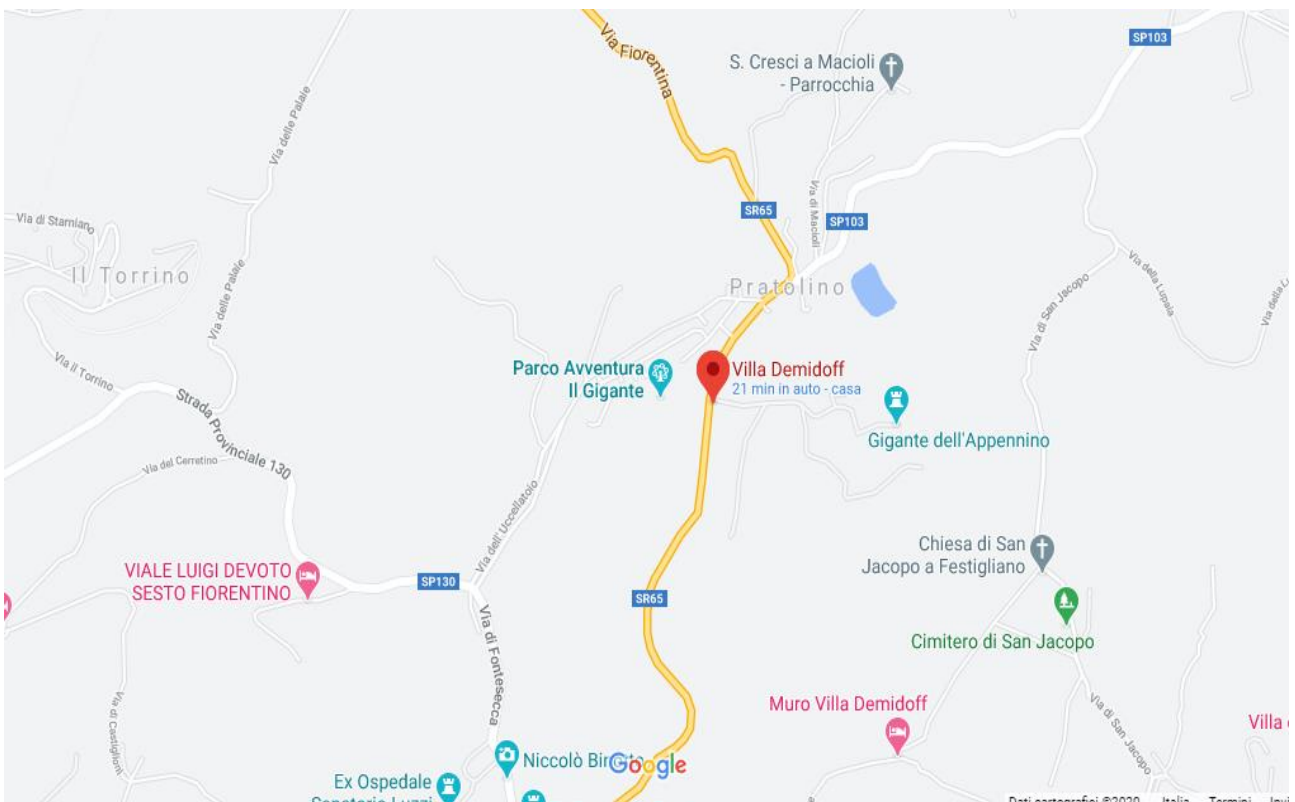 Via Fiorentina
SP103
S. Cresci a Macioli
- Parrocchia
Via delle Palaie
Via di Macioli
SR65
SP103
Via di Starniano
Il Torrino
Via delle Palaie
Pratolino
Via della Lupaia
Via della
Via di San Jacopo
Parco Avventura
Il Gigante
Villa Demidoff
21 min in auto - casa
Via Il Torrino
Strada Provinciale 130
Gigante dell'Appennino
Via del Cerretino
Via dell'Uccellatoio
Chiesa di San
Jacopo a Festigliano
VIALE LUIGI DEVOTO
SESTO FIORENTINO
SP130
SR65
Cimitero di San Jacopo
Via di Fontesecca
Muro Villa Demidoff
Via di San Jacopo
Via di Castiglioni
Villa
Niccolò
Google
Ex Ospedale
Dati cartografici ©2020 Italia Termini